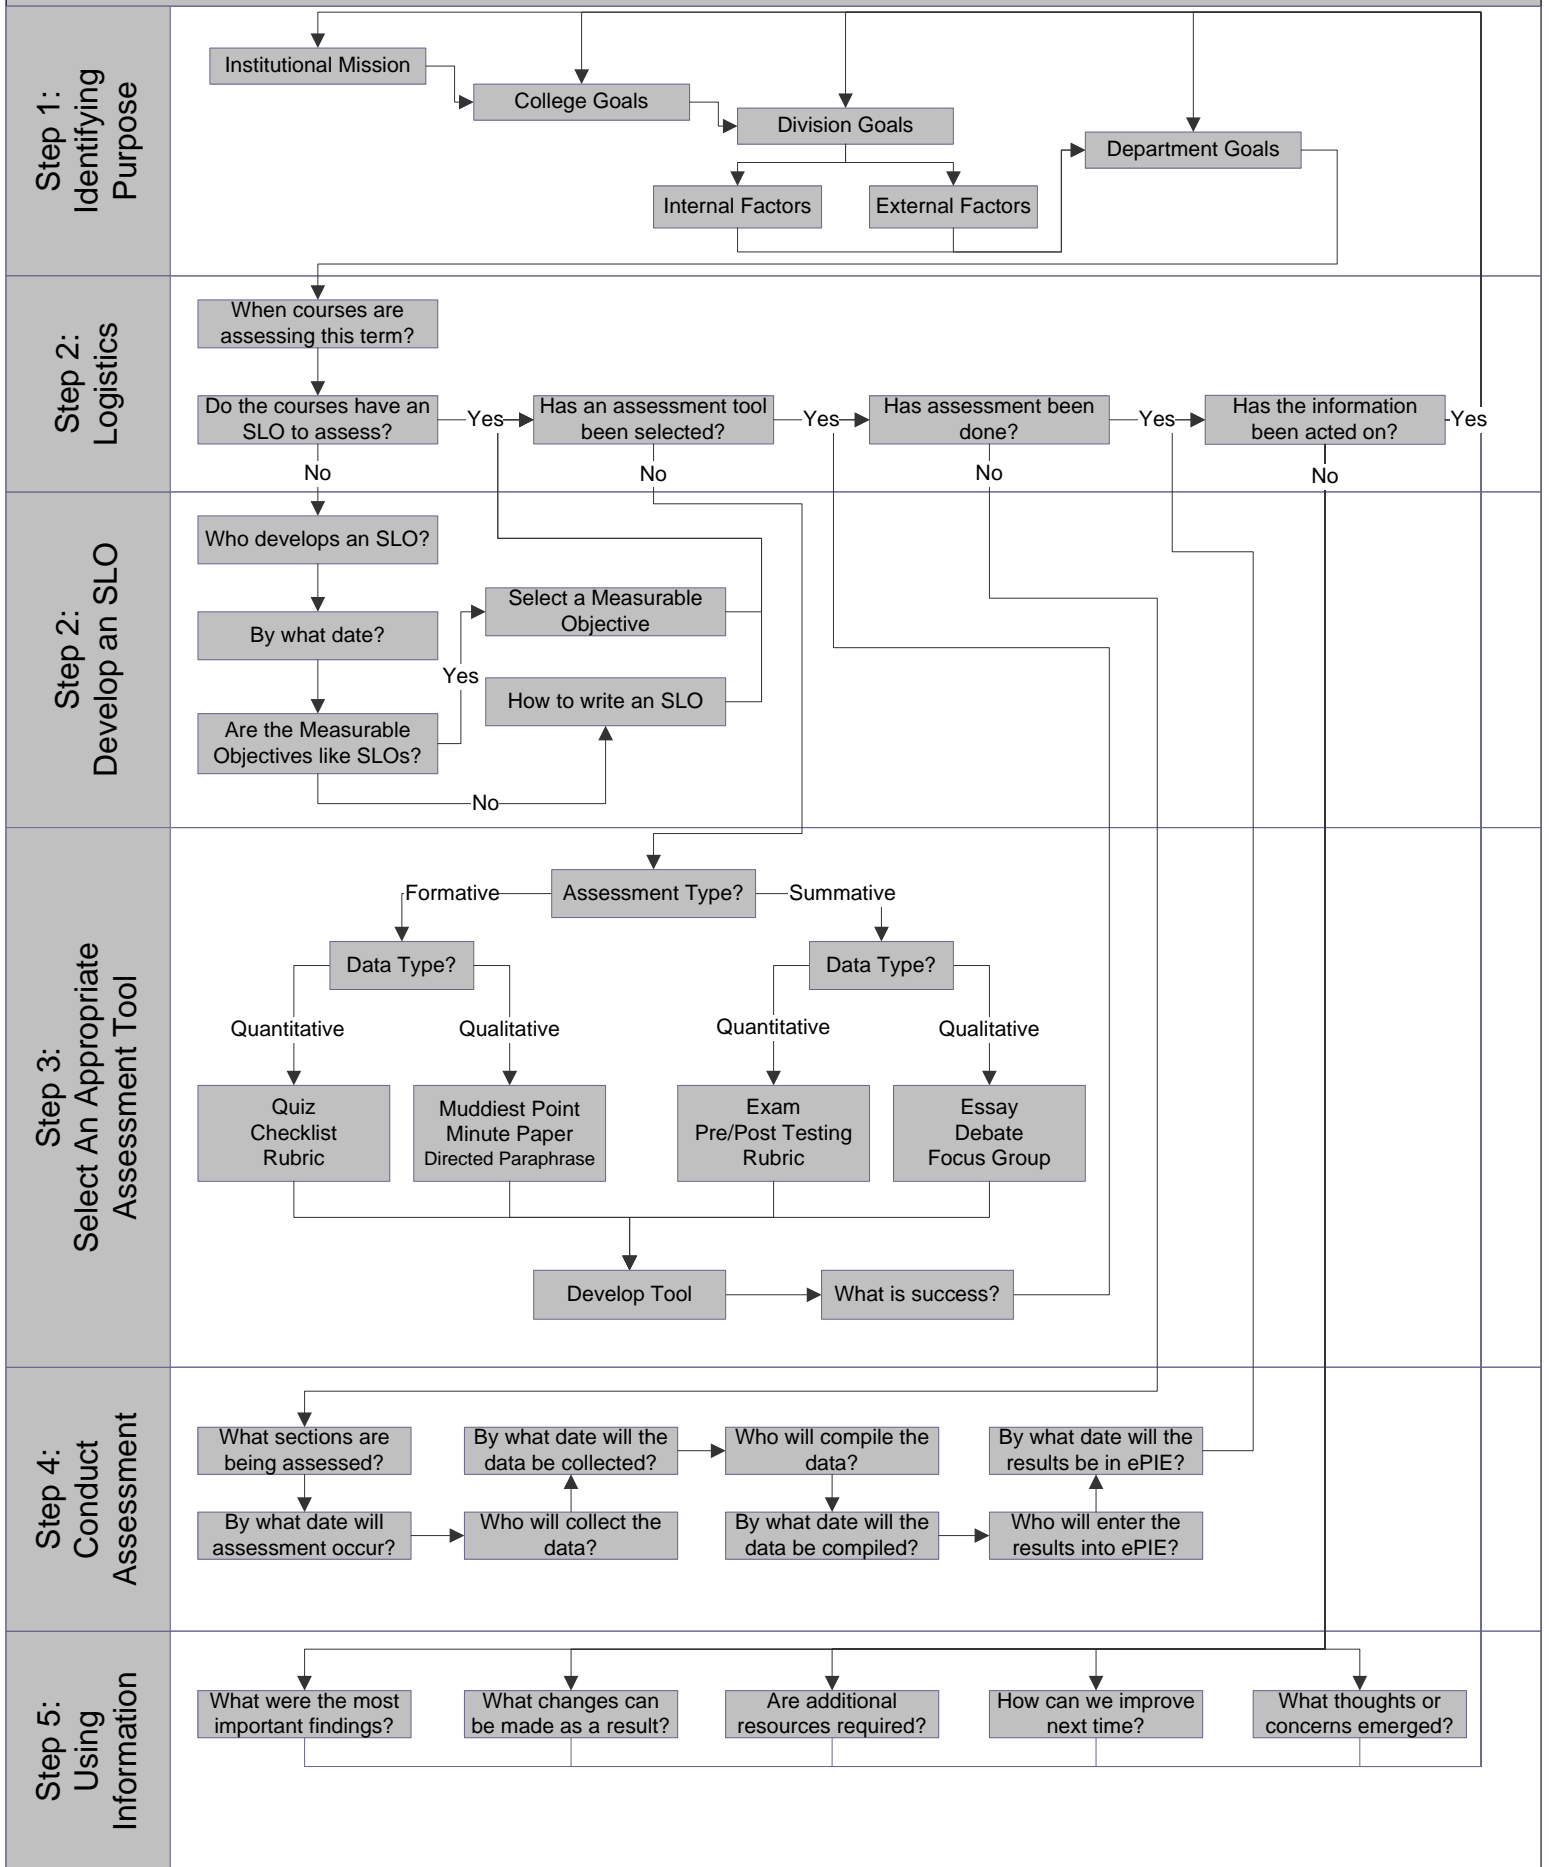 Step 1:
Identifying
Purpose
Institutional Mission
College Goals
Division Goals
Department Goals
Internal Factors
External Factors
Step 2:
Logistics
When courses are
assessing this term?
Do the courses have an
SLO to assess?
Yes
Has an assessment tool
been selected?
Yes
Has assessment been
done?
Yes
Has the information
been acted on?
Yes
No
No
No
No
Step 2:
Develop an SLO
Who develops an SLO?
By what date?
Are the Measurable
Objectives like SLOs?
Yes
Select a Measurable
Objective
How to write an SLO
No
Step 3:
Select An Appropriate
Assessment Tool
Assessment Type?
Formative
Summative
Data Type?
Data Type?
Quantitative
Qualitative
Quantitative
Qualitative
Quiz
Checklist
Rubric
Muddiest Point
Minute Paper
Directed Paraphrase
Exam
Pre/Post Testing
Rubric
Essay
Debate
Focus Group
Develop Tool
What is success?
Step 4:
Conduct
Assessment
What sections are
being assessed?
By what date will
assessment occur?
Who will collect the
data?
By what date will the
data be collected?
Who will compile the
data?
By what date will the
data be compiled?
Who will enter the
results into ePIE?
By what date will the
results be in ePIE?
Step 5:
Using
Information
What were the most
important findings?
What changes can
be made as a result?
Are additional
resources required?
How can we improve
next time?
What thoughts or
concerns emerged?